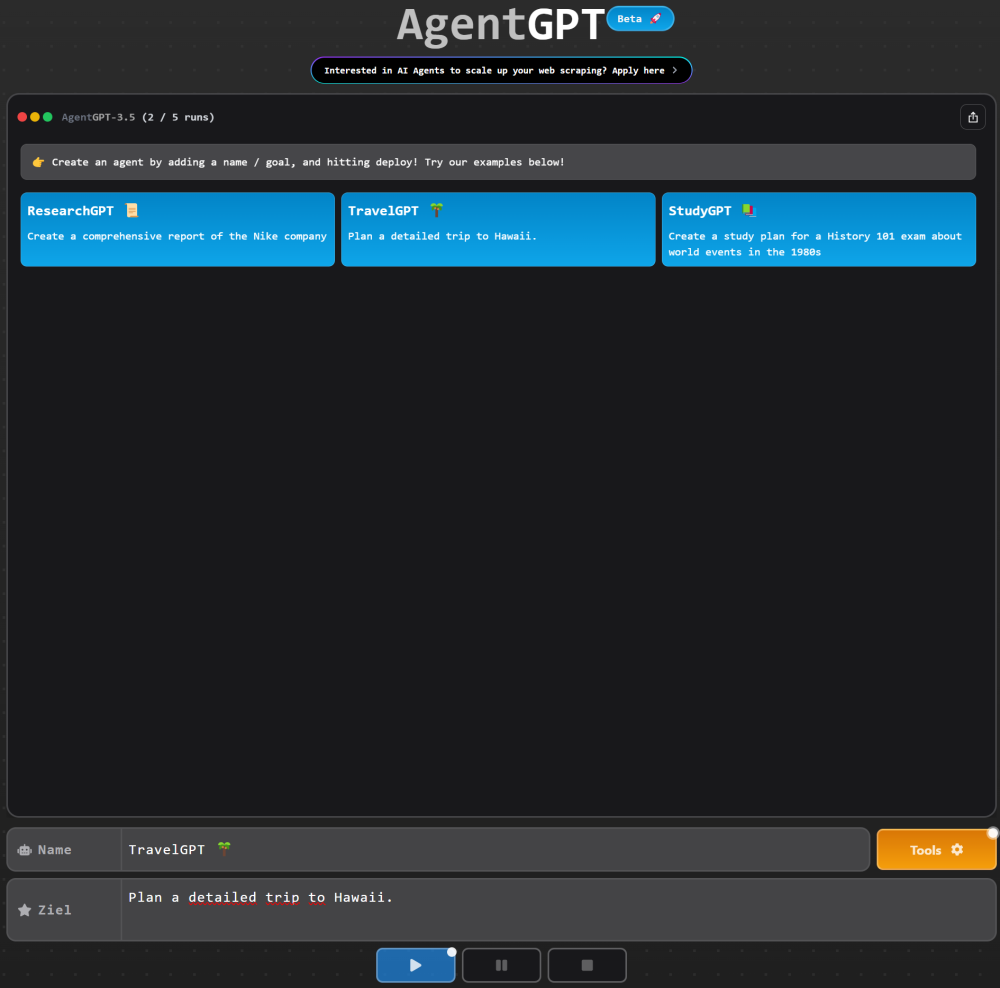 AgentGPT Beta 🚀
Interested in AI Agents to scale up your web scraping? Apply here >
AgentGPT-3.5 (2 / 5 runs)
👉 Create an agent by adding a name / goal, and hitting deploy! Try our examples below!
ResearchGPT 📜
Create a comprehensive report of the Nike company
TravelGPT 🌴
Plan a detailed trip to Hawaii.
StudyGPT 📚
Create a study plan for a History 101 exam about
world events in the 1980s
Name
TravelGPT 🌴
Tools
Ziel
Plan a detailed trip to Hawaii.